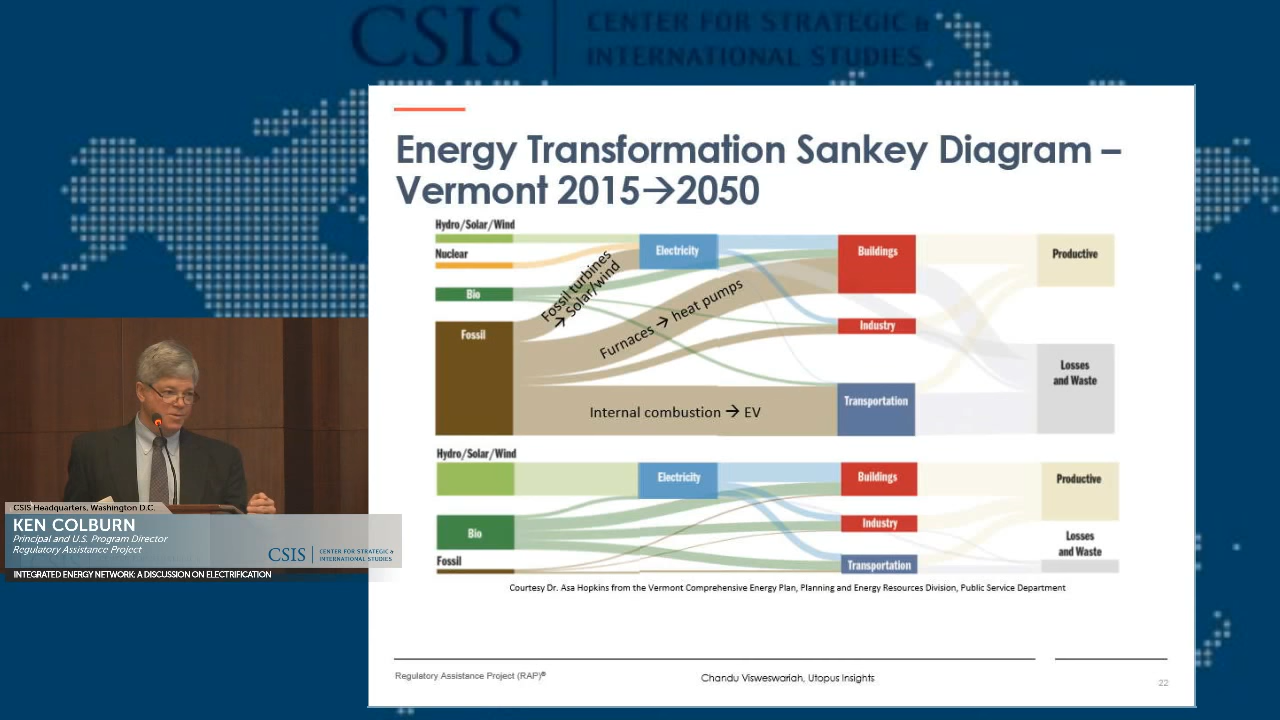 CSIS
CENTER FOR STRATEGIC &
INTERNATIONAL STUDIES
Energy Transformation Sankey Diagram –
Vermont 2015→2050
Hydro/Solar/Wind
Nuclear
Bio
Fossil
Electricity
Buildings
Industry
Transportation
Productive
Losses
and Waste
Fossil turbines
→ Solar/wind
Furnaces → heat pumps
Internal combustion → EV
Hydro/Solar/Wind
Bio
Fossil
Electricity
Buildings
Industry
Transportation
Productive
Losses
and Waste
Courtesy Dr. Asa Hopkins from the Vermont Comprehensive Energy Plan, Planning and Energy Resources Division, Public Service Department
Regulatory Assistance Project (RAP)®
Chandu Visweswariah, Utopus Insights
22
CSIS Headquarters, Washington D.C.
KEN COLBURN
Principal and U.S. Program Director
Regulatory Assistance Project
CSIS
CENTER FOR STRATEGIC &
INTERNATIONAL STUDIES
INTEGRATED ENERGY NETWORK: A DISCUSSION ON ELECTRIFICATION